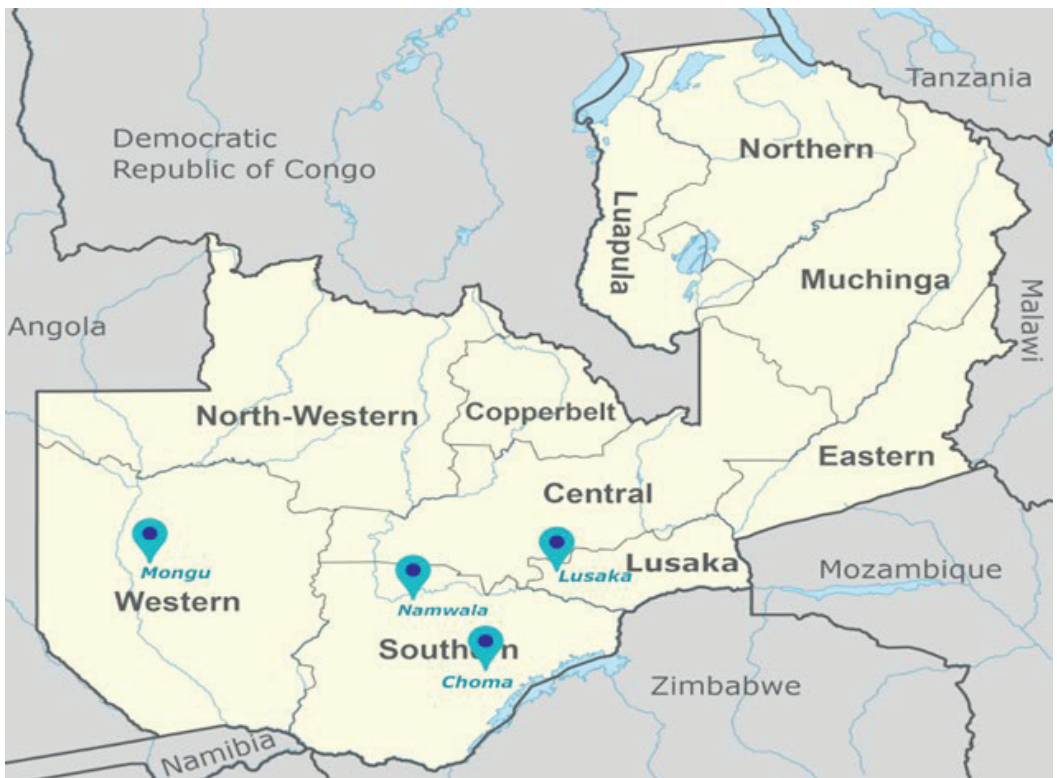 Tanzania
Democratic
Republic of Congo
Northern
Luapula
Muchinga
Malawi
Angola
North-Western
Copperbelt
Eastern
Central
Mongu
Lusaka
Lusaka
Mozambique
Western
Namwala
Southern
Choma
Zimbabwe
Namibia